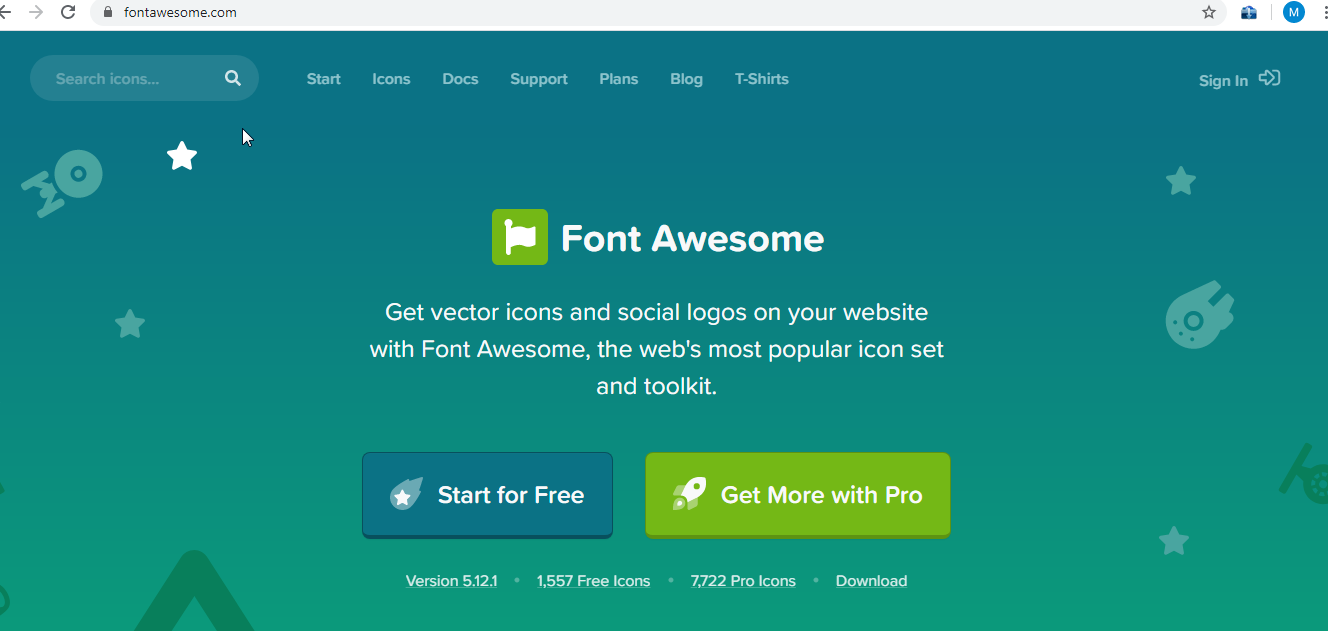 fontawesome.com
M
Search icons...
Start
Icons
Docs
Support
Plans
Blog
T-Shirts
Sign In
Font Awesome
Get vector icons and social logos on your website
with Font Awesome, the web's most popular icon set
and toolkit.
Start for Free
Get More with Pro
Version 5.12.1 • 1,557 Free Icons • 7,722 Pro Icons • Download